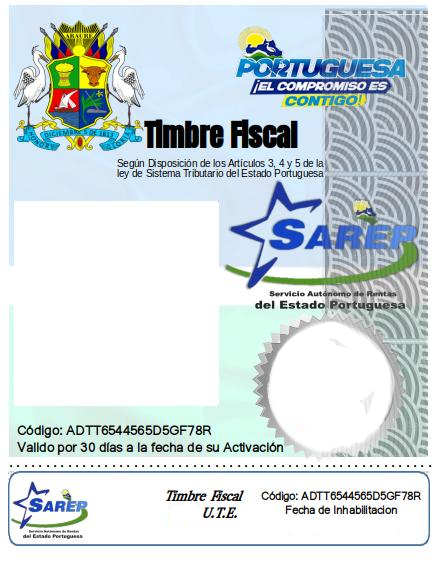 ARAURE
DICIEMBRE 5 DE 1813
HONOR GLORIA
PORTUGUESA
¡EL COMPROMISO ES
CONTIGO!
Timbre Fiscal
Según Disposición de los Artículos 3, 4 y 5 de la
ley de Sistema Tributario del Estado Portuguesa
SAREP
Servicio Autónomo de Rentas
del Estado Portuguesa
Código: ADTT6544565D5GF78R
Valido por 30 días a la fecha de su Activación
SAREP
Servicio Autónomo de Rentas
del Estado Portuguesa
Timbre Fiscal
U.T.E.
Código: ADTT6544565D5GF78R
Fecha de Inhabilitacion